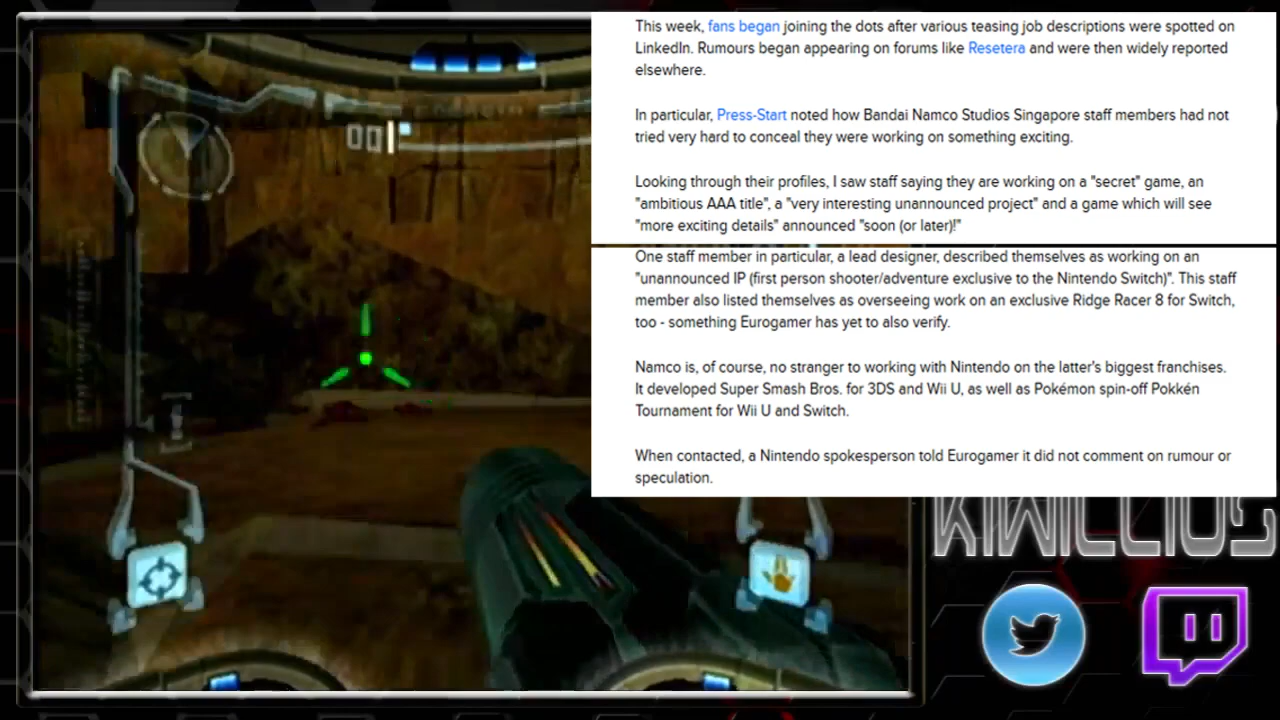 This week, fans began joining the dots after various teasing job descriptions were spotted on
LinkedIn. Rumours began appearing on forums like Resetera and were then widely reported
elsewhere.
In particular, Press-Start noted how Bandai Namco Studios Singapore staff members had not
tried very hard to conceal they were working on something exciting.
Looking through their profiles, I saw staff saying they are working on a "secret" game, an
"ambitious AAA title", a "very interesting unannounced project" and a game which will see
"more exciting details" announced "soon (or later)!"
One staff member in particular, a lead designer, described themselves as working on an
"unannounced IP (first person shooter/adventure exclusive to the Nintendo Switch)". This staff
member also listed themselves as overseeing work on an exclusive Ridge Racer 8 for Switch,
too - something Eurogamer has yet to also verify.
Namco is, of course, no stranger to working with Nintendo on the latter's biggest franchises.
It developed Super Smash Bros. for 3DS and Wii U, as well as Pokémon spin-off Pokkén
Tournament for Wii U and Switch.
When contacted, a Nintendo spokesperson told Eurogamer it did not comment on rumour or
speculation.
00
KIWILLIUS